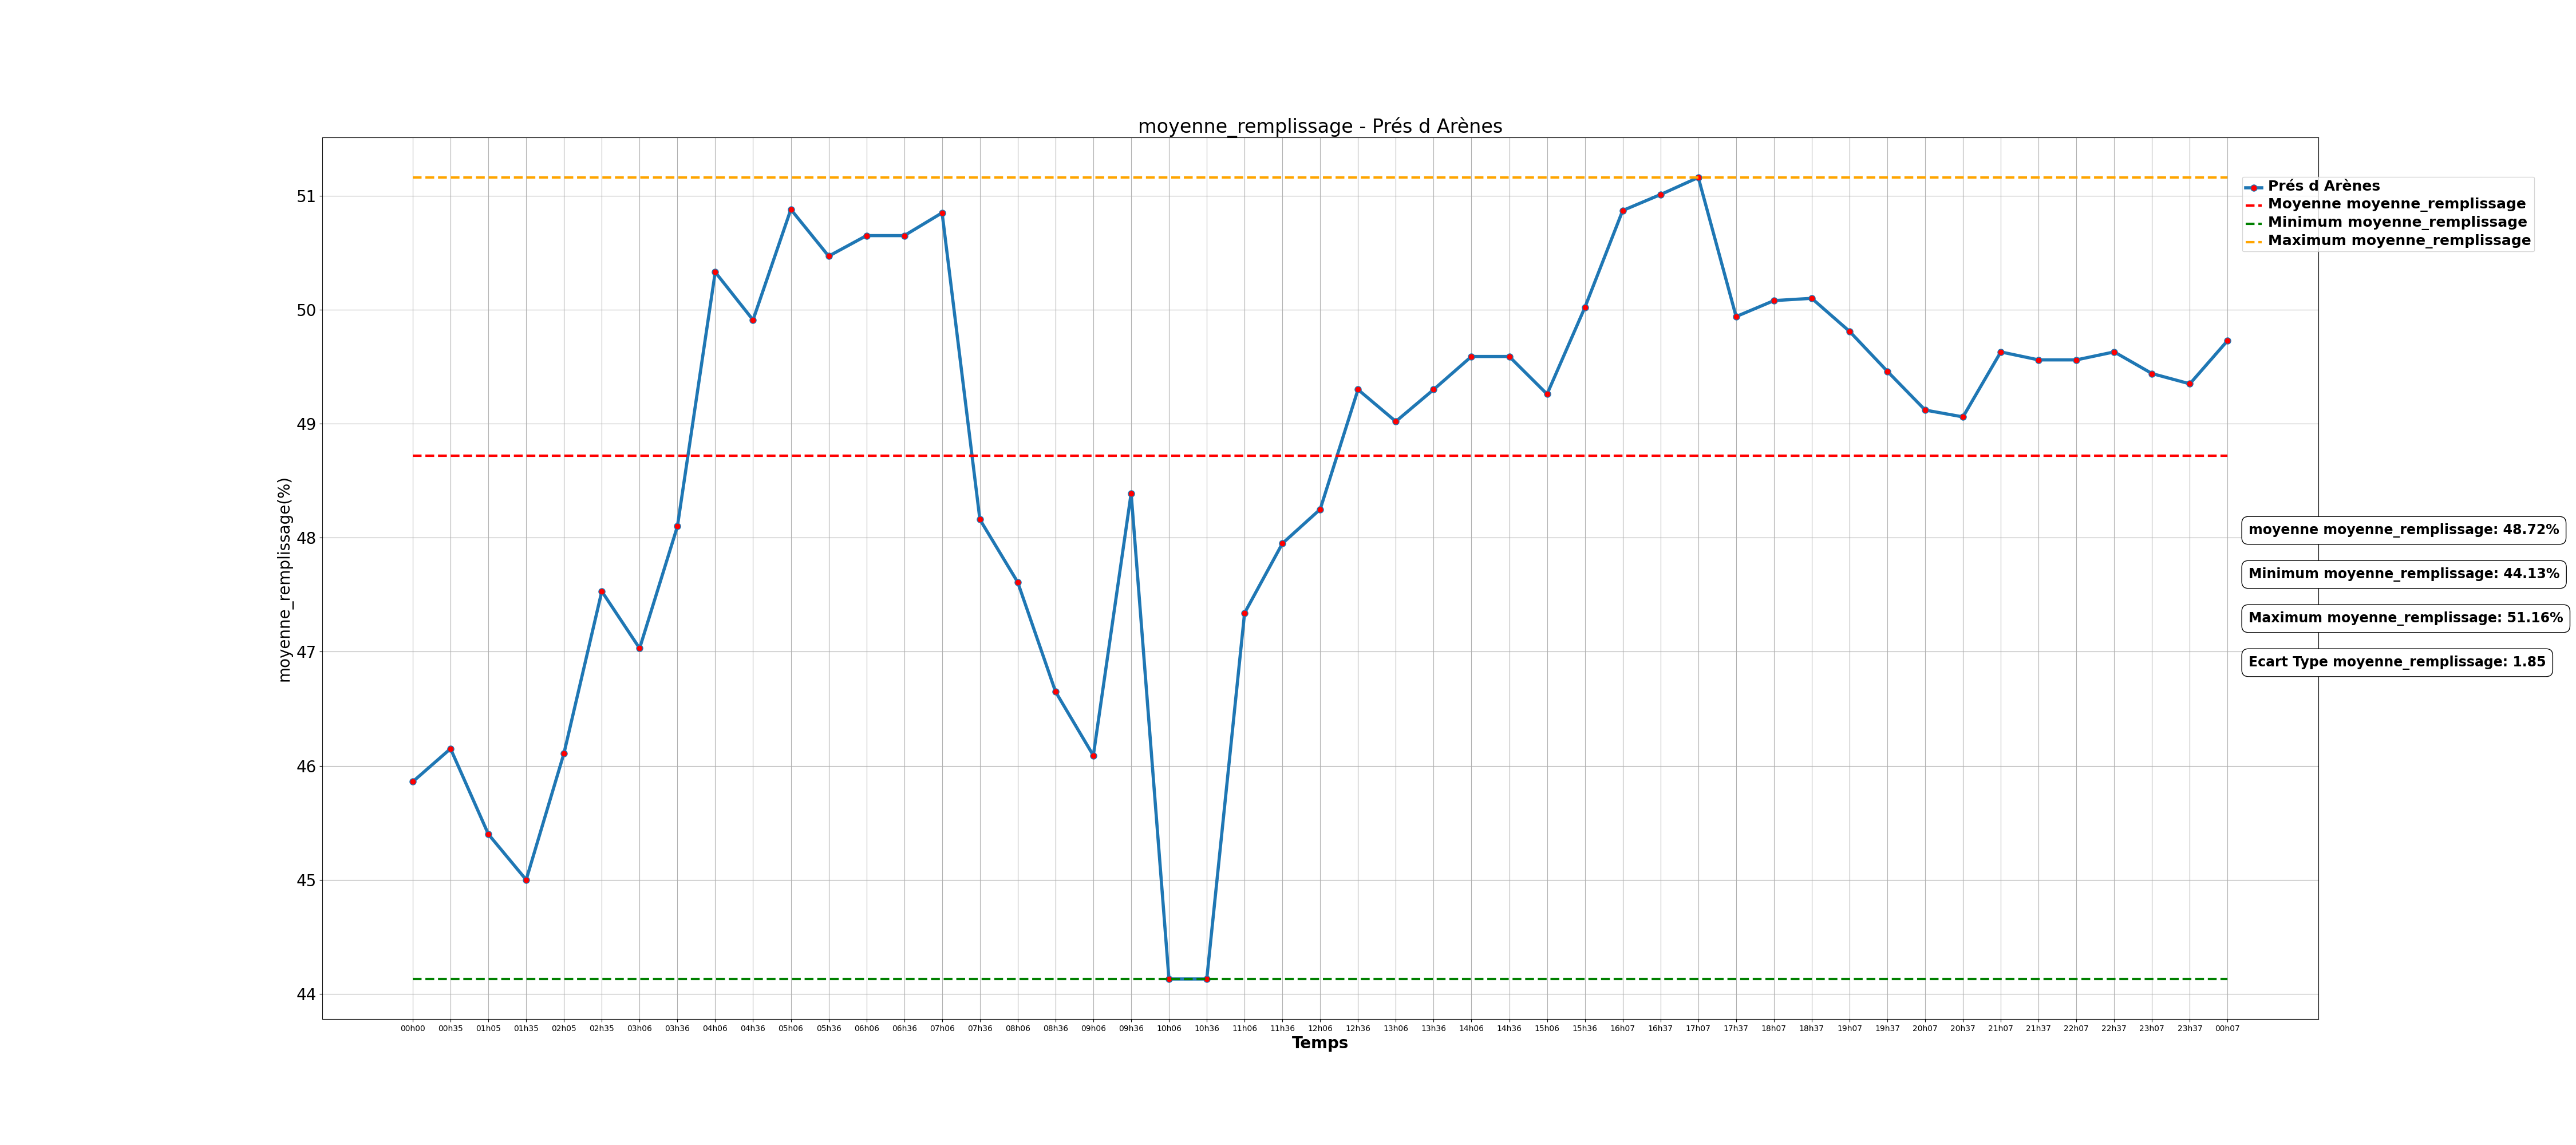 moyenne_remplissage - Prés d Arènes
51
50
49
48
47
46
45
44
moyenne_remplissage(%)
Prés d Arènes
Moyenne moyenne_remplissage
Minimum moyenne_remplissage
Maximum moyenne_remplissage
moyenne moyenne_remplissage: 48.72%
Minimum moyenne_remplissage: 44.13%
Maximum moyenne_remplissage: 51.16%
Ecart Type moyenne_remplissage: 1.85
00h00 00h35 01h05 01h35 02h05 02h35 03h06 03h36 04h06 04h36 05h06 05h36 06h06 06h36 07h06 07h36 08h06 08h36 09h06 09h36 10h06 10h36 11h06 11h36 12h06 12h36 13h06 13h36 14h06 14h36 15h06 15h36 16h07 16h37 17h07 17h37 18h07 18h37 19h07 19h37 20h07 20h37 21h07 21h37 22h07 22h37 23h07 23h37 00h07
Temps